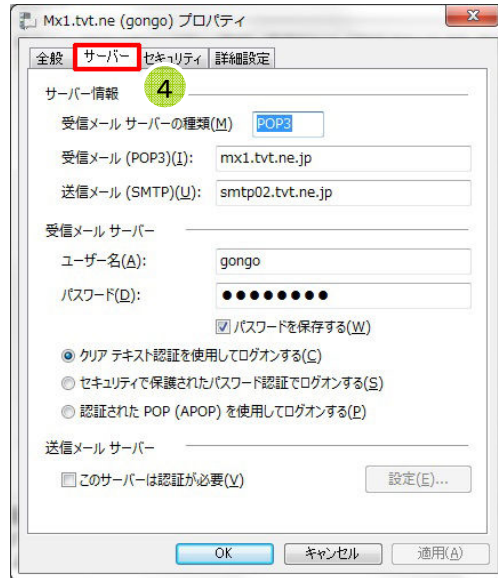 Mx1.tvt.ne (gongo) プロパティ
全般 サーバー セキュリティ 詳細設定
4
サーバー情報
受信メール サーバーの種類(M) POP3
受信メール (POP3)(I): mx1.tvt.ne.jp
送信メール (SMTP)(U): smtp02.tvt.ne.jp
受信メール サーバー
ユーザー名(A): gongo
パスワード(D): ●●●●●●●●
パスワードを保存する(W)
クリア テキスト認証を使用してログオンする(C)
セキュリティで保護されたパスワード認証でログオンする(S)
認証された POP (APOP) を使用してログオンする(P)
送信メール サーバー
このサーバーは認証が必要(V) 設定(E)...
OK キャンセル 適用(A)